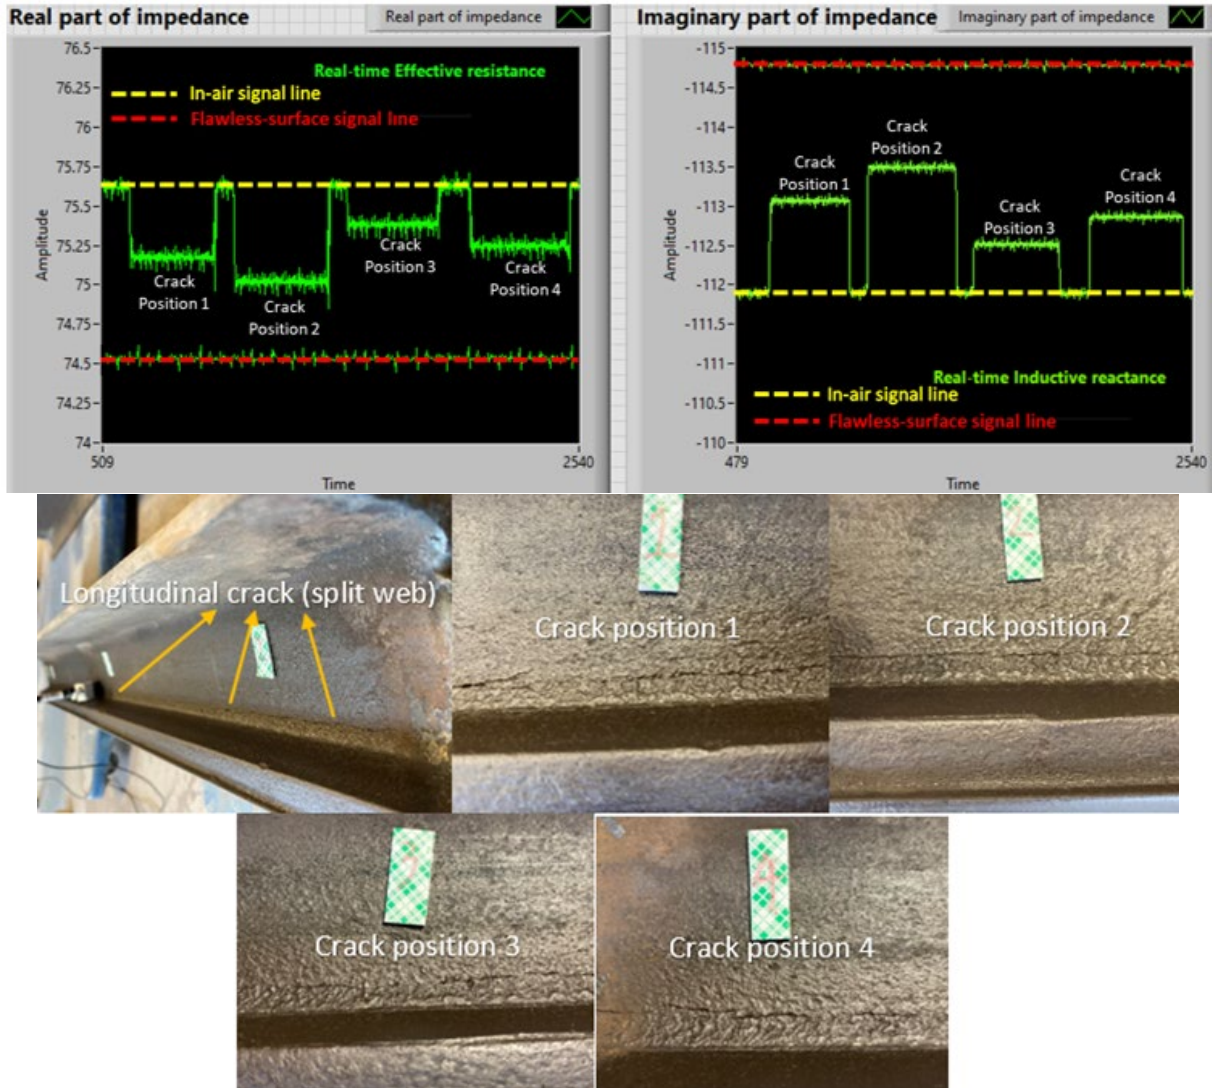 Real part of impedance
Real part of impedance
76.5
76.25
76
75.75
75.5
75.25
75
74.75
74.5
74.25
74
Amplitude
Real-time Effective resistance
In-air signal line
Flawless-surface signal line
Crack
Position 1
Crack
Position 2
Crack
Position 3
Crack
Position 4
509
2540
Time
Imaginary part of impedance
Imaginary part of impedance
-115
-114.5
-114
-113.5
-113
-112.5
-112
-111.5
-111
-110.5
-110
Amplitude
Crack
Position 1
Crack
Position 2
Crack
Position 3
Crack
Position 4
Real-time Inductive reactance
In-air signal line
Flawless-surface signal line
479
2540
Time
Longitudinal crack (split web)
1
Crack position 1
2
Crack position 2
Crack position 3
4
Crack position 4